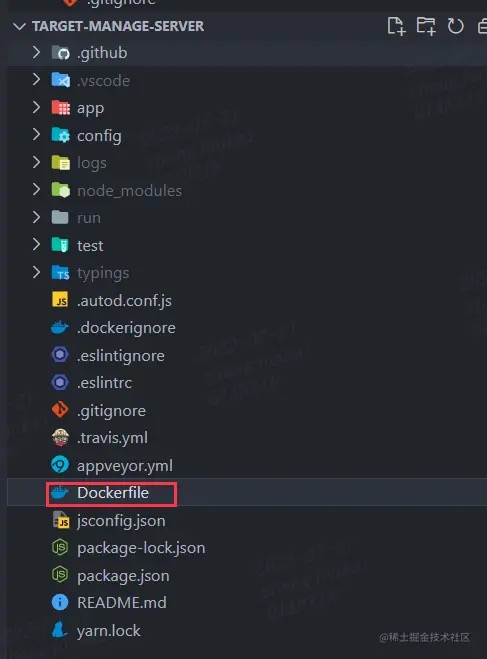 .gitignore
TARGET-MANAGE-SERVER
.github
.vscode
app
config
logs
node_modules
run
test
typings
.autod.conf.js
.dockerignore
.eslintignore
.eslintrc
.gitignore
.travis.yml
appveyor.yml
Dockerfile
jsconfig.json
package-lock.json
package.json
README.md
yarn.lock
@稀土掘金技术社区